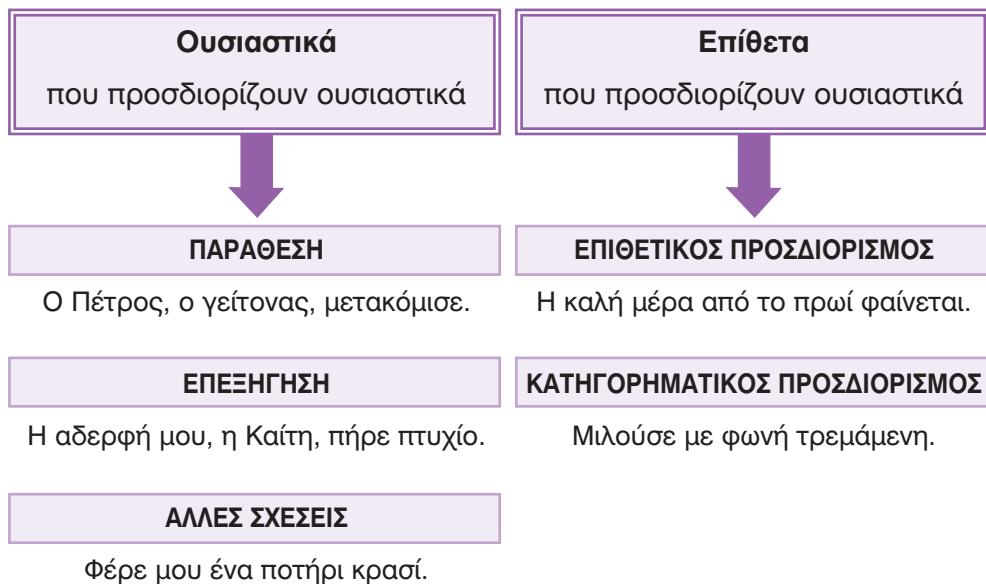 Ουσιαστικά
που προσδιορίζουν ουσιαστικά
ΠΑΡΑΘΕΣΗ
Ο Πέτρος, ο γείτονας, μετακόμισε.
ΕΠΕΞΗΓΗΣΗ
Η αδερφή μου, η Καίτη, πήρε πτυχίο.
ΑΛΛΕΣ ΣΧΕΣΕΙΣ
Φέρε μου ένα ποτήρι κρασί.
Επίθετα
που προσδιορίζουν ουσιαστικά
ΕΠΙΘΕΤΙΚΟΣ ΠΡΟΣΔΙΟΡΙΣΜΟΣ
Η καλή μέρα από το πρωί φαίνεται.
ΚΑΤΗΓΟΡΗΜΑΤΙΚΟΣ ΠΡΟΣΔΙΟΡΙΣΜΟΣ
Μιλούσε με φωνή τρεμάμενη.